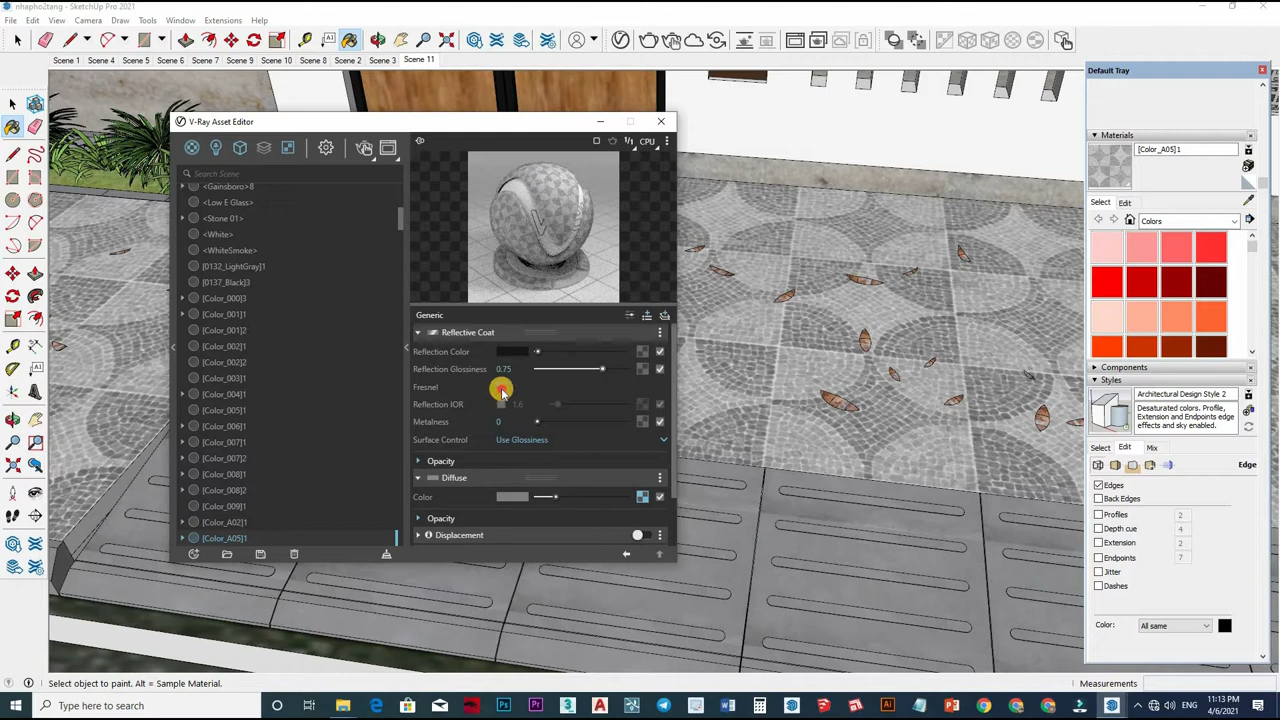 nhapho2tang - SketchUp Pro 2021
File Edit View Camera Draw Tools Window Extensions Help
Scene 1 Scene 4 Scene 5 Scene 6 Scene 7 Scene 9 Scene 10 Scene 8 Scene 2 Scene 3 Scene 11
V-Ray Asset Editor
CPU
Search Scene
<Gainsboro>8
<Low E Glass>
<Stone 01>
<White>
<WhiteSmoke>
[0132_LightGray]1
[0137_Black]3
[Color_000]3
[Color_001]1
[Color_001]2
[Color_002]1
[Color_002]2
[Color_003]1
[Color_004]1
[Color_005]1
[Color_006]1
[Color_007]1
[Color_007]2
[Color_008]1
[Color_008]2
[Color_009]1
[Color_A02]1
[Color_A05]1
Generic
Reflective Coat
Reflection Color
Reflection Glossiness 0.75
Fresnel
Reflection IOR 1.6
Metalness 0
Surface Control Use Glossiness
Opacity
Diffuse
Color
Opacity
Displacement
Default Tray
Materials
[Color_A05]1
Select Edit
Colors
Components
Styles
Architectural Design Style 2
Desaturated colors. Profile,
Extension and Endpoints edge
effects and sky enabled.
Select Edit Mix
Edge
Edges
Back Edges
Profiles 2
Depth cue 4
Extension 2
Endpoints 7
Jitter
Dashes
Color: All same
Select object to paint. Alt = Sample Material.
Measurements
Type here to search
11:13 PM
4/6/2021